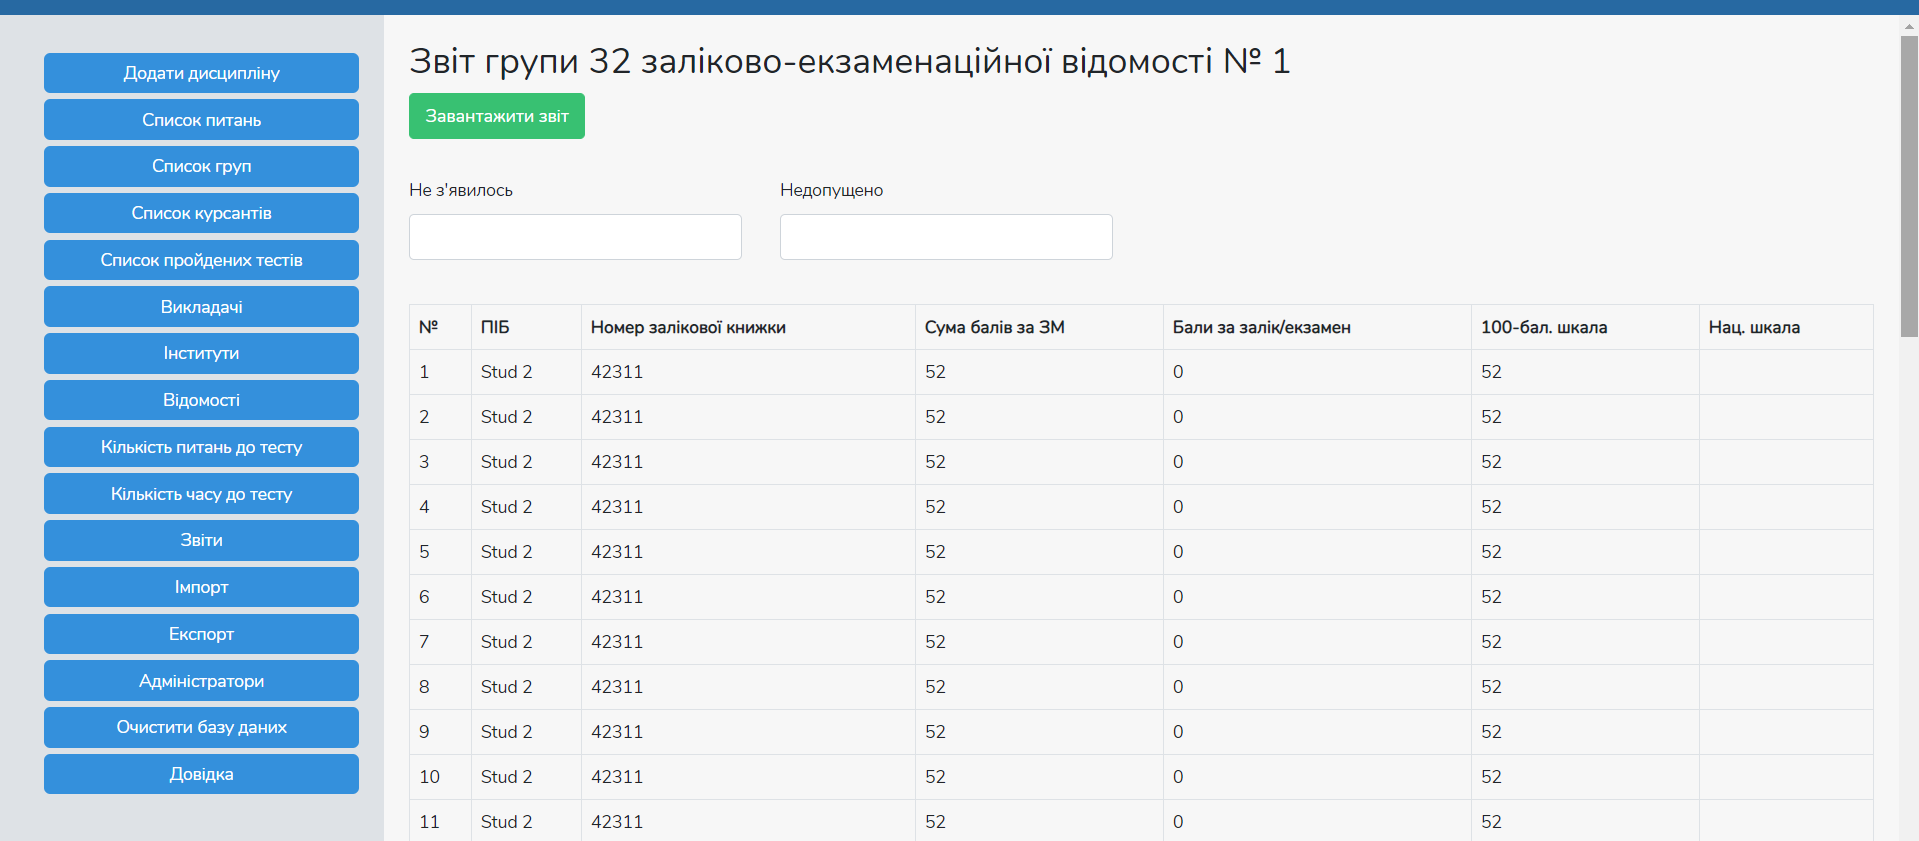 Додати дисципліну
Список питань
Список груп
Список курсантів
Список пройдених тестів
Викладачі
Інститути
Відомості
Кількість питань до тесту
Кількість часу до тесту
Звіти
Імпорт
Експорт
Адміністратори
Очистити базу даних
Довідка
Звіт групи 32 заліково-екзаменаційної відомості № 1
Завантажити звіт
Не з'явилось Недопущено
№ ПІБ Номер залікової книжки Сума балів за ЗМ Бали за залік/екзамен 100-бал. шкала Нац. шкала
1 Stud 2 42311 52 0 52
2 Stud 2 42311 52 0 52
3 Stud 2 42311 52 0 52
4 Stud 2 42311 52 0 52
5 Stud 2 42311 52 0 52
6 Stud 2 42311 52 0 52
7 Stud 2 42311 52 0 52
8 Stud 2 42311 52 0 52
9 Stud 2 42311 52 0 52
10 Stud 2 42311 52 0 52
11 Stud 2 42311 52 0 52